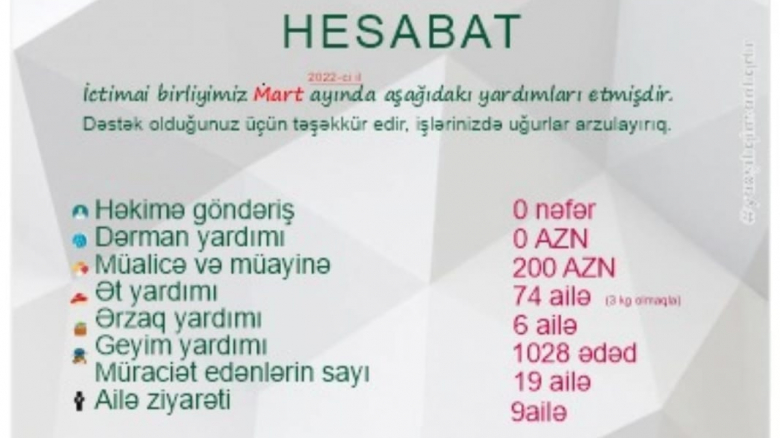 HESABAT
2022-ci il
İctimai birliyimiz Mart ayında aşağıdakı yardımları etmişdir.
Dəstək olduğunuz üçün təşəkkür edir, işlərinizdə uğurlar arzulayırıq.
Həkimə göndəriş 0 nəfər
Dərman yardımı 0 AZN
Müalicə və müayinə 200 AZN
Ət yardımı 74 ailə (3 kg olmaqla)
Ərzaq yardımı 6 ailə
Geyim yardımı 1028 ədəd
Müraciət edənlərin sayı 19 ailə
Ailə ziyarəti 9ailə